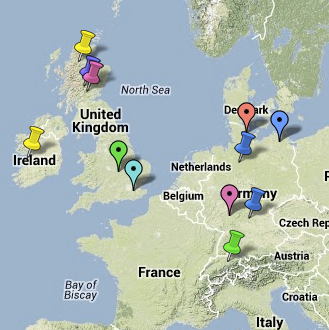 North Sea
United
Kingdom
Denmark
Ireland
Netherlands
Belgium
Germany
Czech Rep
Austria
France
Bay of
Biscay
Croatia
Italy